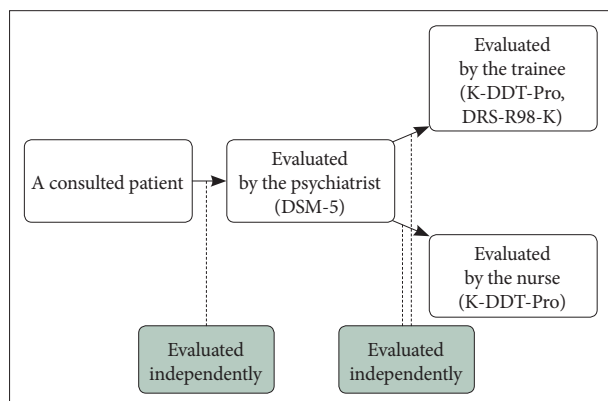 A consulted patient
Evaluated
by the psychiatrist
(DSM-5)
Evaluated
by the trainee
(K-DDT-Pro,
DRS-R98-K)
Evaluated
by the nurse
(K-DDT-Pro)
Evaluated
independently
Evaluated
independently